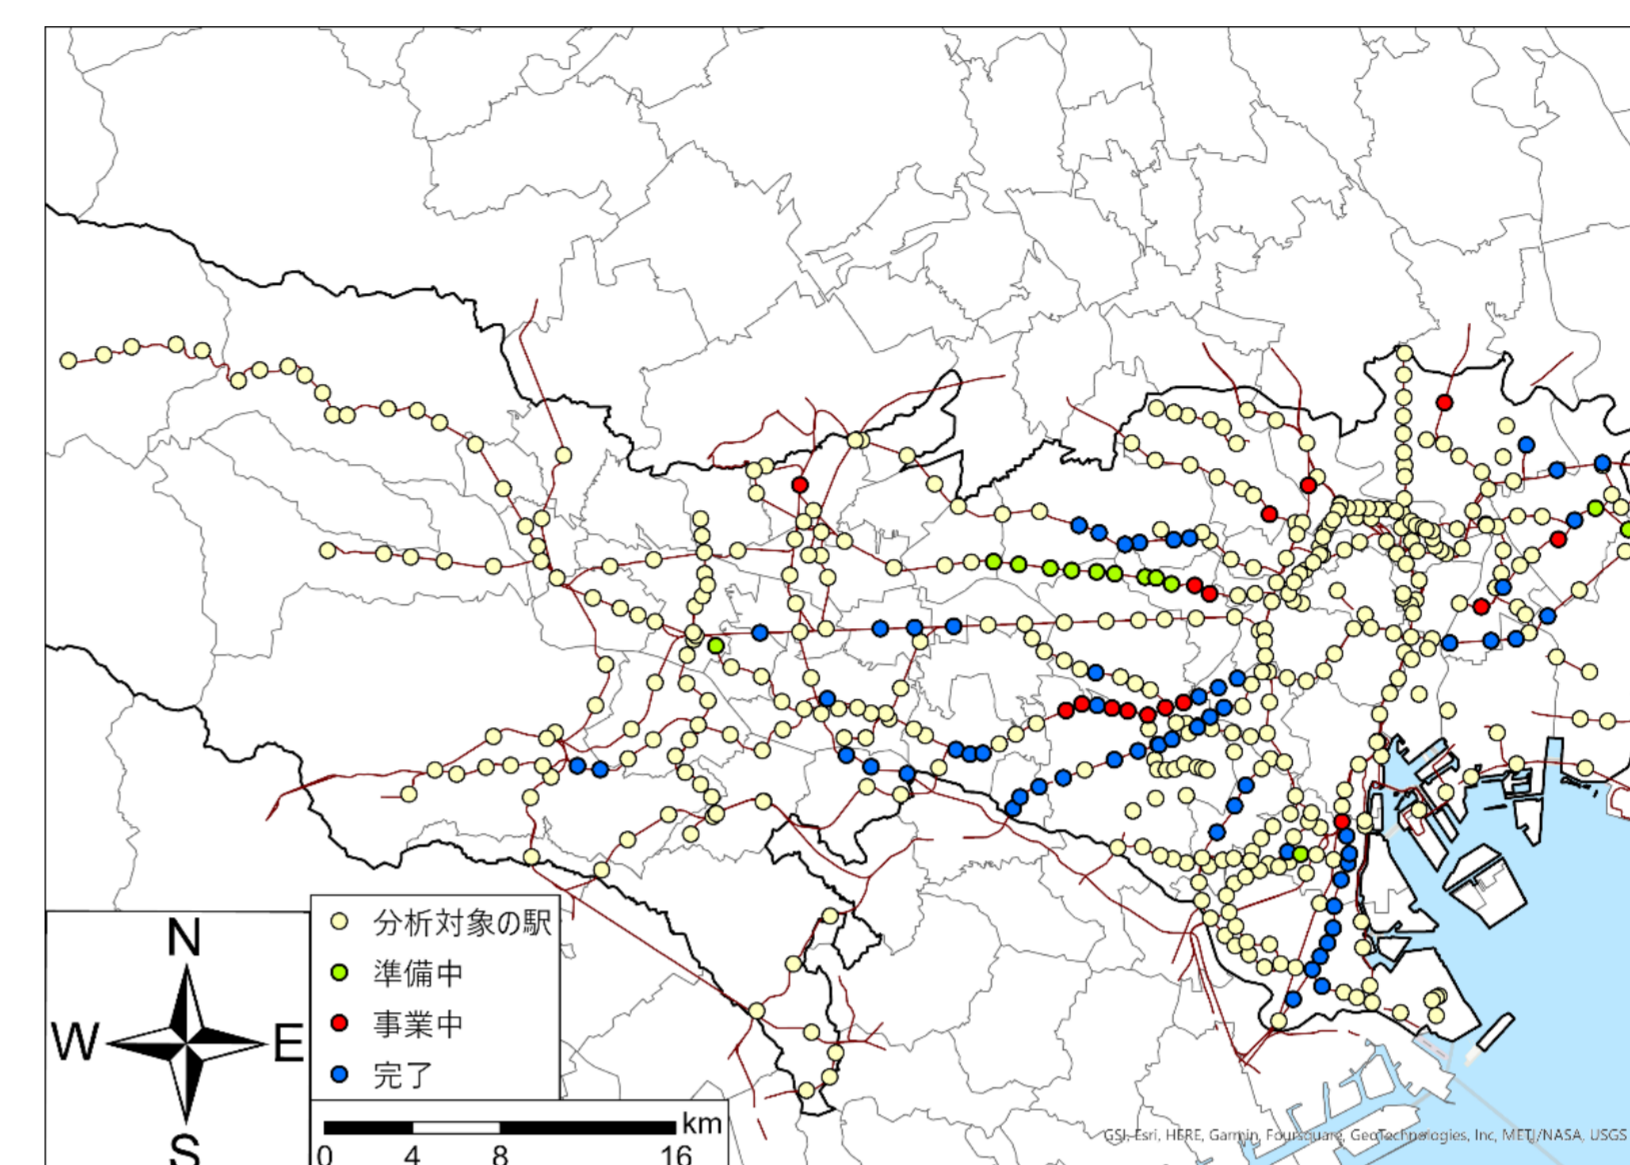 分析対象の駅
準備中
事業中
完了
N
W
E
S
km
0 4 8 16
GSI, Esri, HERE, Garmin, Foursquare, GeoTechnologies, Inc, METI/NASA, USGS